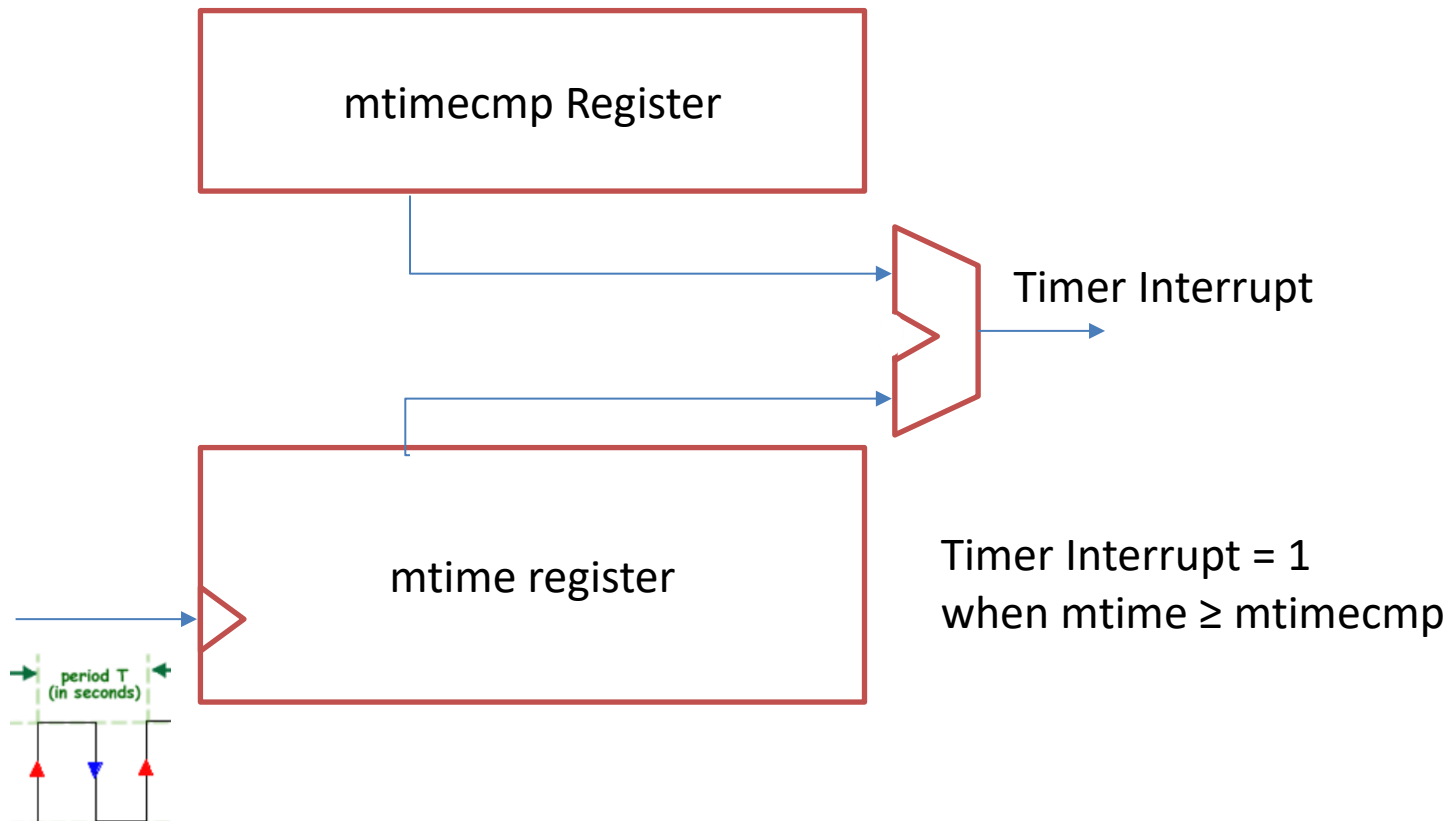 mtimecmp Register
Timer Interrupt
mtime register
Timer Interrupt = 1
when mtime ≥ mtimecmp
period T
(in seconds)